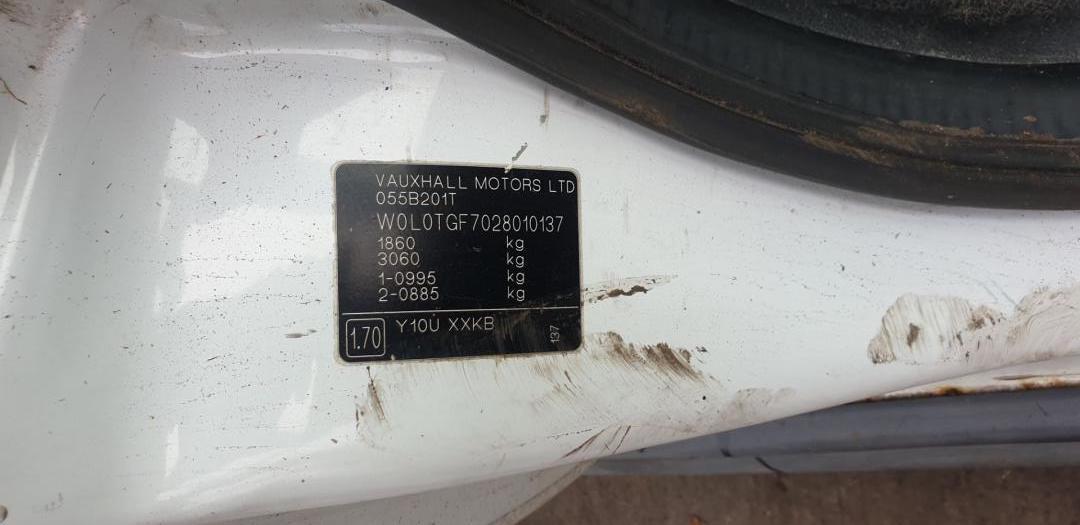 VAUXHALL MOTORS LTD
055B201T
W0L0TGF7028010137
1860 kg
3060 kg
1-0995 kg
2-0885 kg
1.70 Y10U XXKB 137